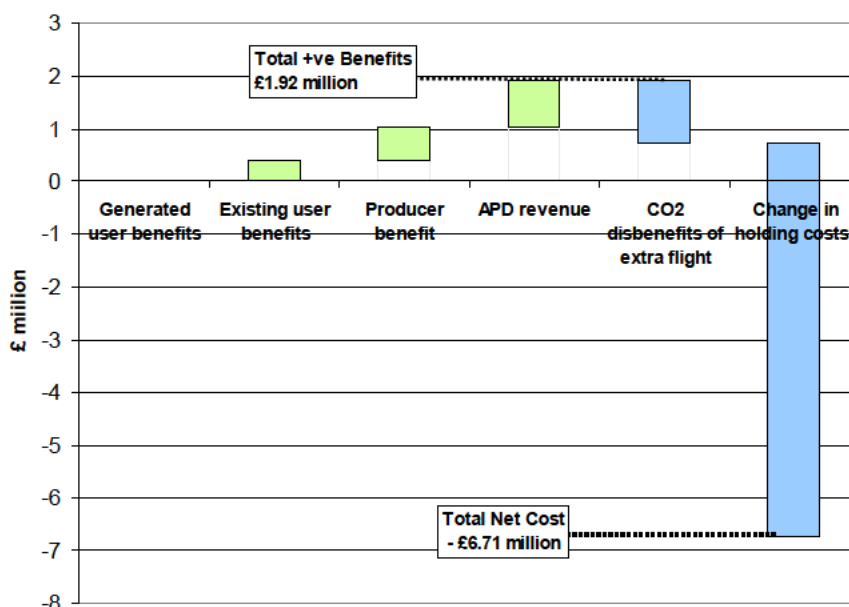 3
Total +ve Benefits
£1.92 million
2
1
0
Generated
user benefits
Existing user
benefits
Producer
benefit
APD revenue
CO2
disbenefits of
extra flight
Change in
holding costs
-1
-2
£ miilion
-3
-4
-5
-6
Total Net Cost
- £6.71 million
-7
-8